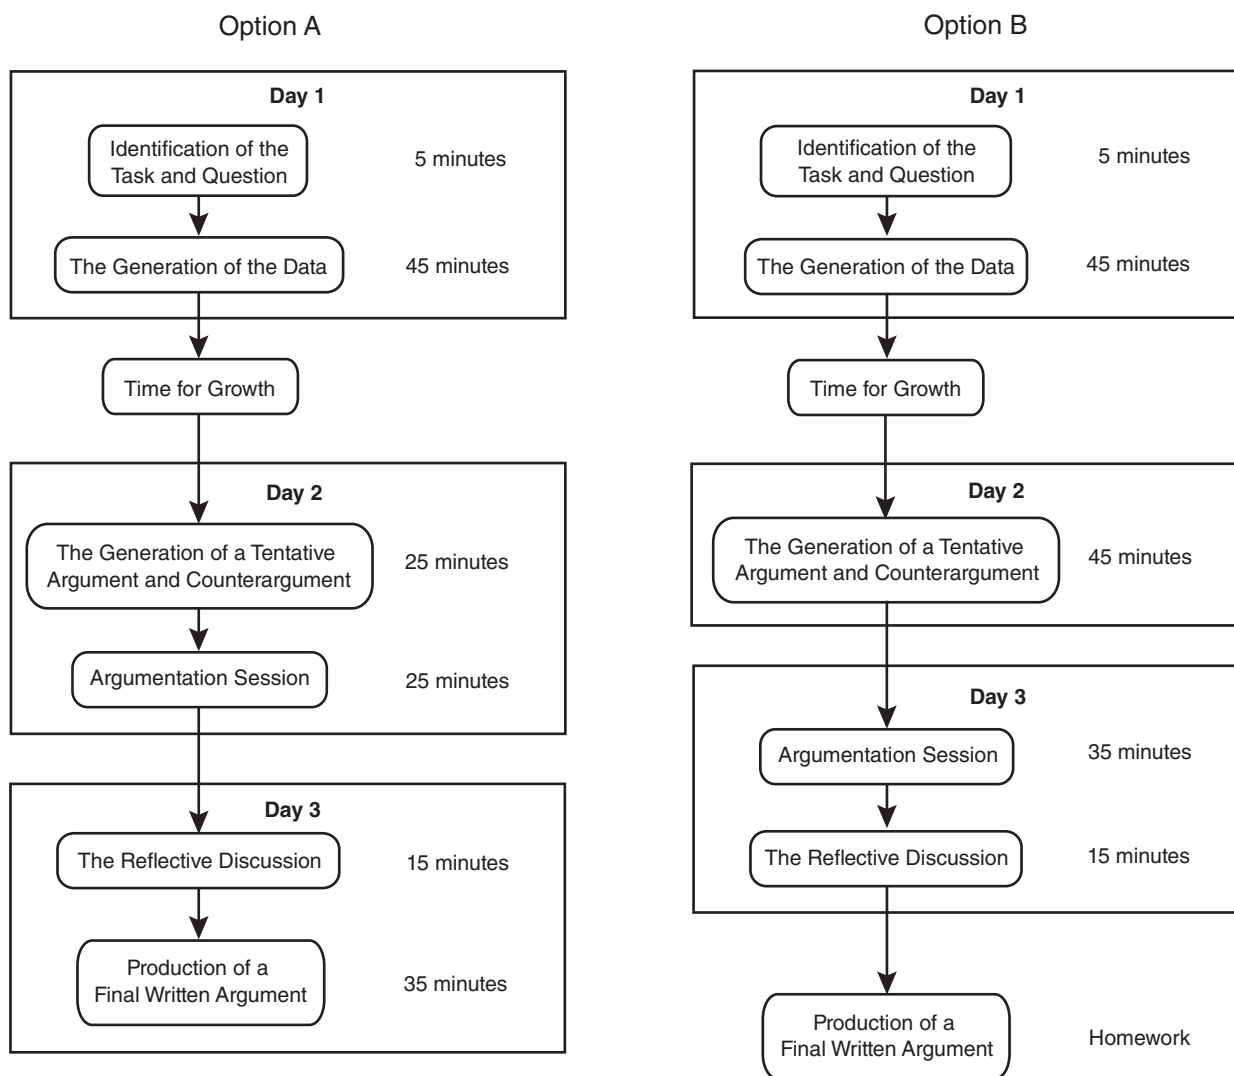 Option A
Day 1
Identification of the
Task and Question
5 minutes
The Generation of the Data
45 minutes
Time for Growth
Day 2
The Generation of a Tentative
Argument and Counterargument
25 minutes
Argumentation Session
25 minutes
Day 3
The Reflective Discussion
15 minutes
Production of a
Final Written Argument
35 minutes
Option B
Day 1
Identification of the
Task and Question
5 minutes
The Generation of the Data
45 minutes
Time for Growth
Day 2
The Generation of a Tentative
Argument and Counterargument
45 minutes
Day 3
Argumentation Session
35 minutes
The Reflective Discussion
15 minutes
Production of a
Final Written Argument
Homework